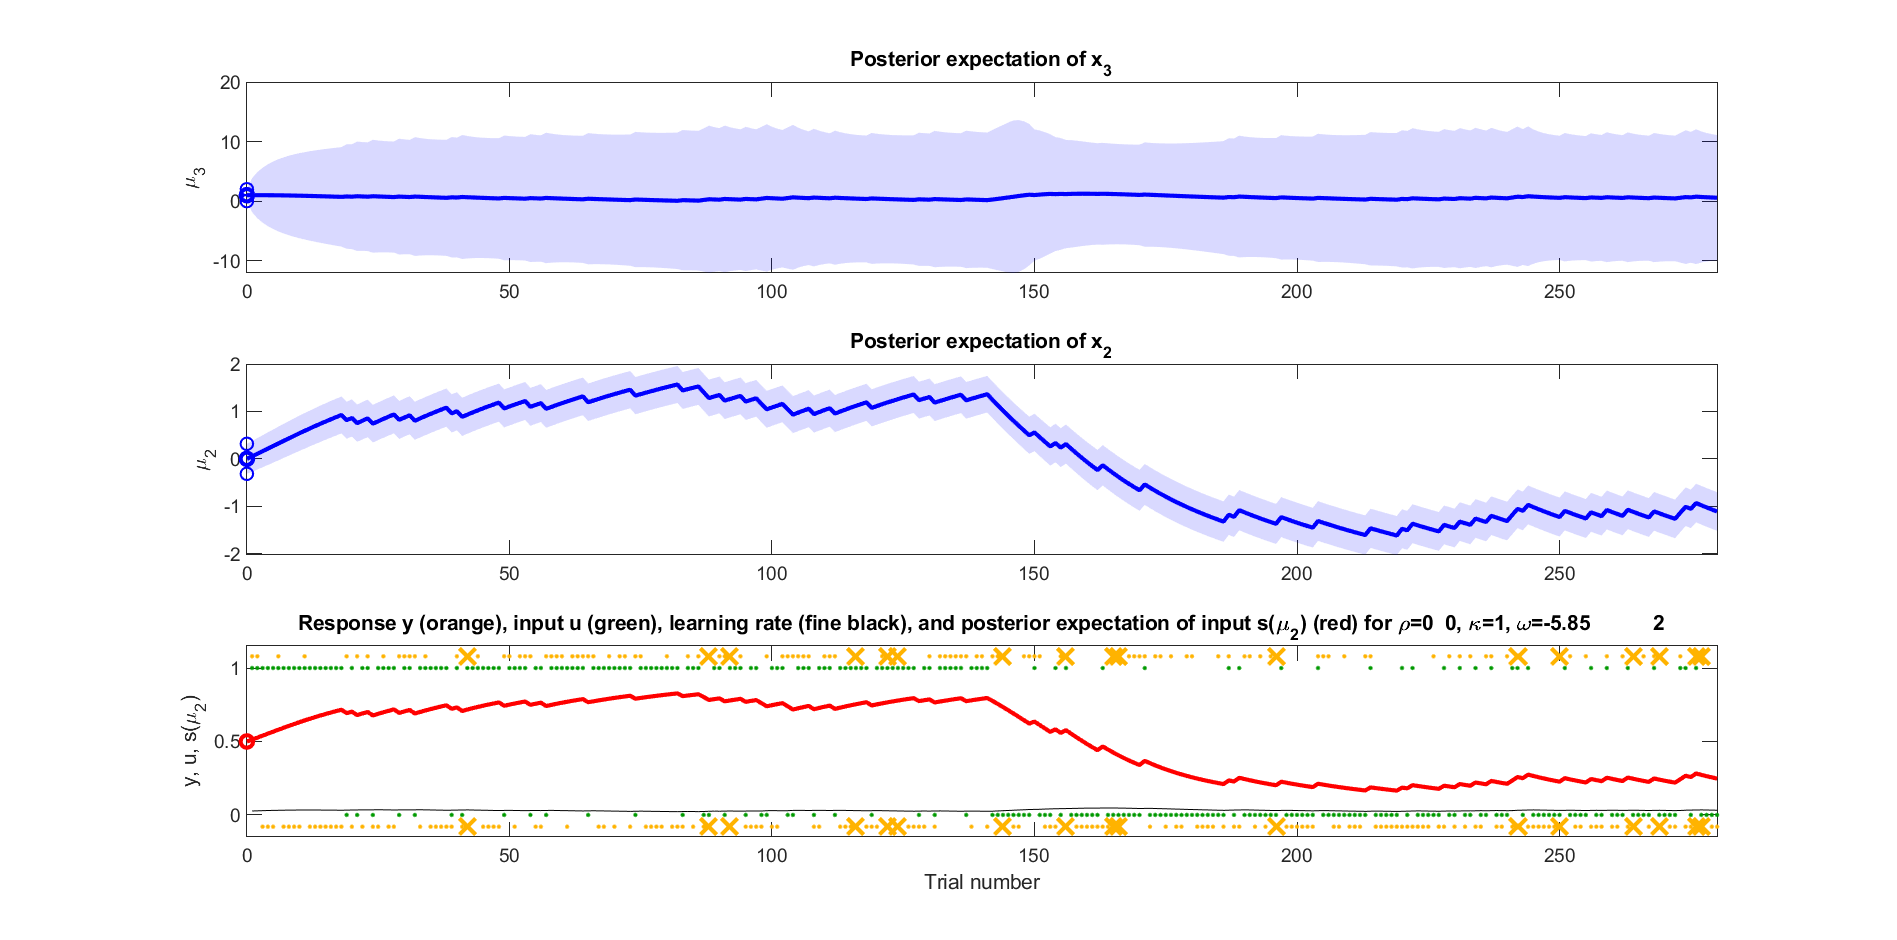 Posterior expectation of x₃
20
10
0
-10
μ₃
0 50 100 150 200 250
Posterior expectation of x₂
2
1
0
-1
-2
μ₂
0 50 100 150 200 250
Response y (orange), input u (green), learning rate (fine black), and posterior expectation of input s(μ₂) (red) for ρ=0 0, κ=1, ω=-5.85 2
1
0.5
0
y, u, s(μ₂)
0 50 100 150 200 250
Trial number